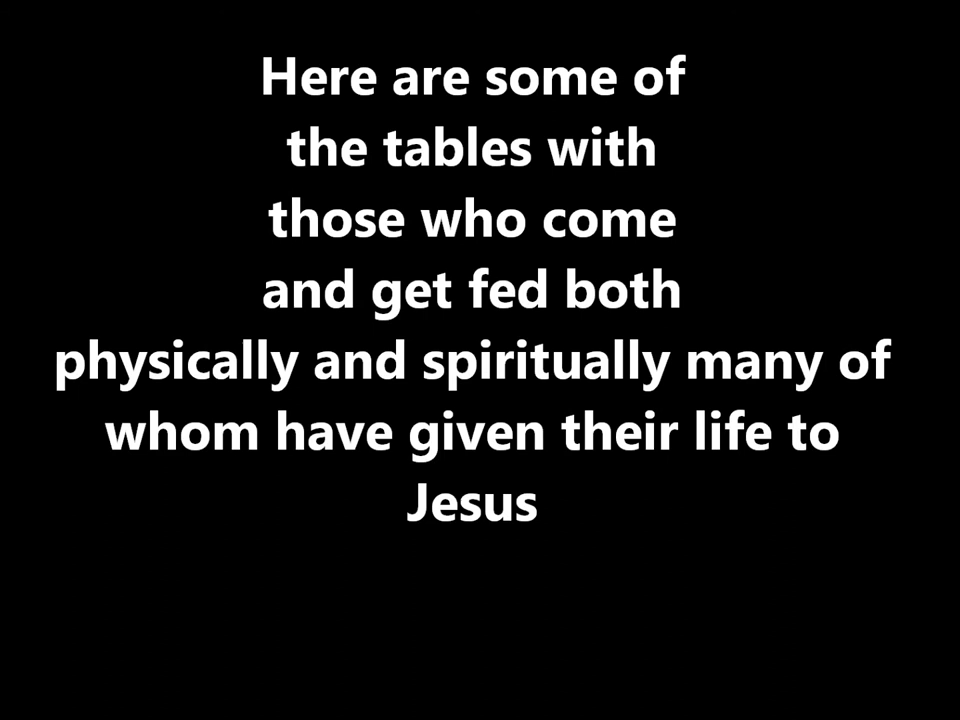 Here are some of
the tables with
those who come
and get fed both
physically and spiritually many of
whom have given their life to
Jesus